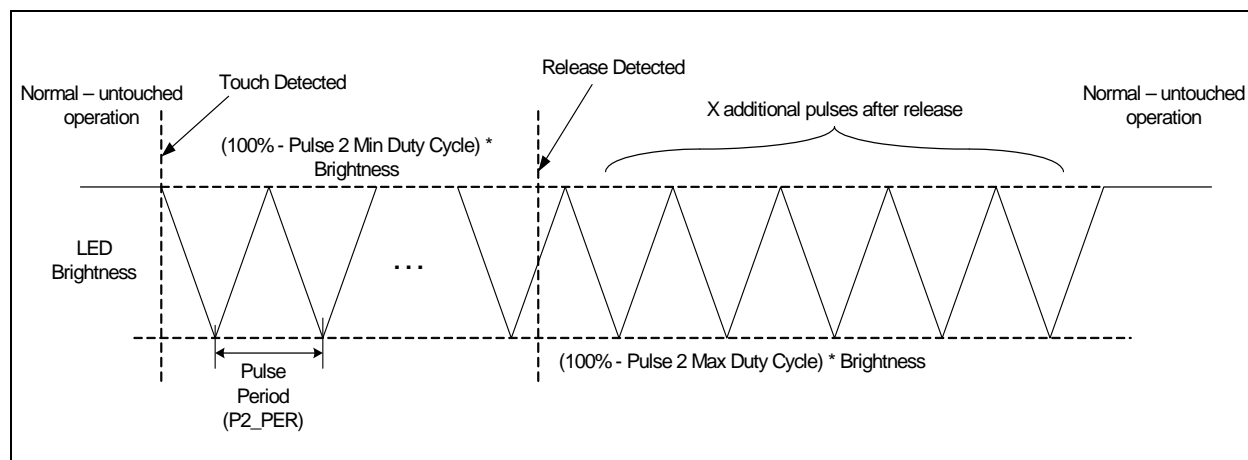 Normal – untouched
operation
Touch Detected
(100% - Pulse 2 Min Duty Cycle) *
Brightness
Release Detected
X additional pulses after release
Normal – untouched
operation
LED
Brightness
. . .
Pulse
Period
(P2_PER)
(100% - Pulse 2 Max Duty Cycle) * Brightness